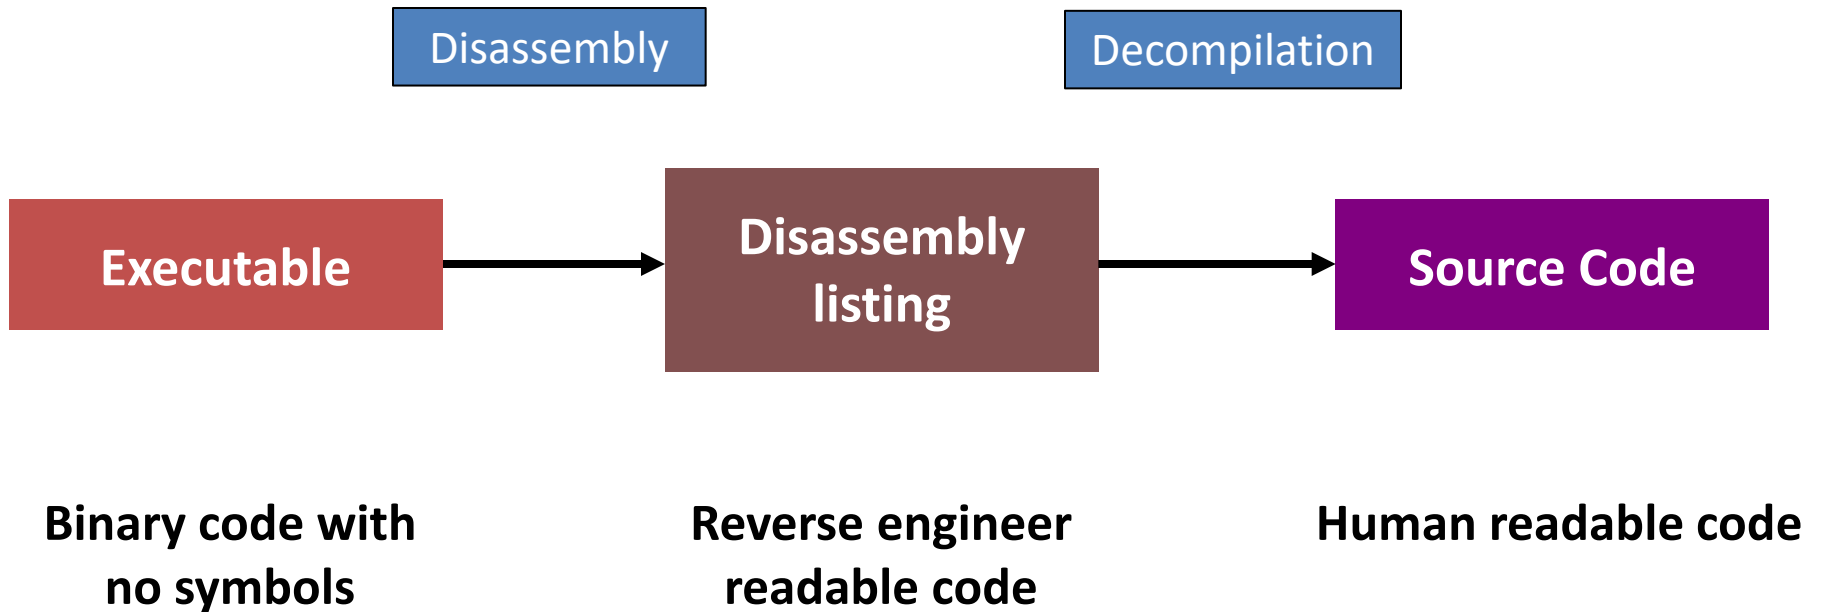 Disassembly
Decompilation
Executable
Disassembly
listing
Source Code
Binary code with
no symbols
Reverse engineer
readable code
Human readable code